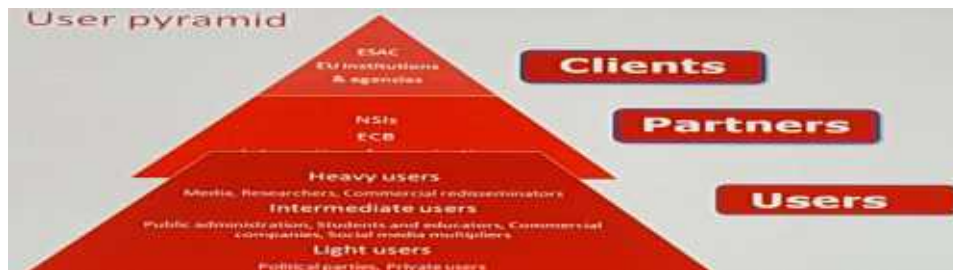 User pyramid
ESAC
EU Institutions
& agencies
Clients
NSIs
ECB
Partners
Heavy users
Media, Researchers, Commercial redisseminators
Intermediate users
Public administration, Students and educators, Commercial
companies, Social media multipliers
Light users
Political parties, Private users
Users